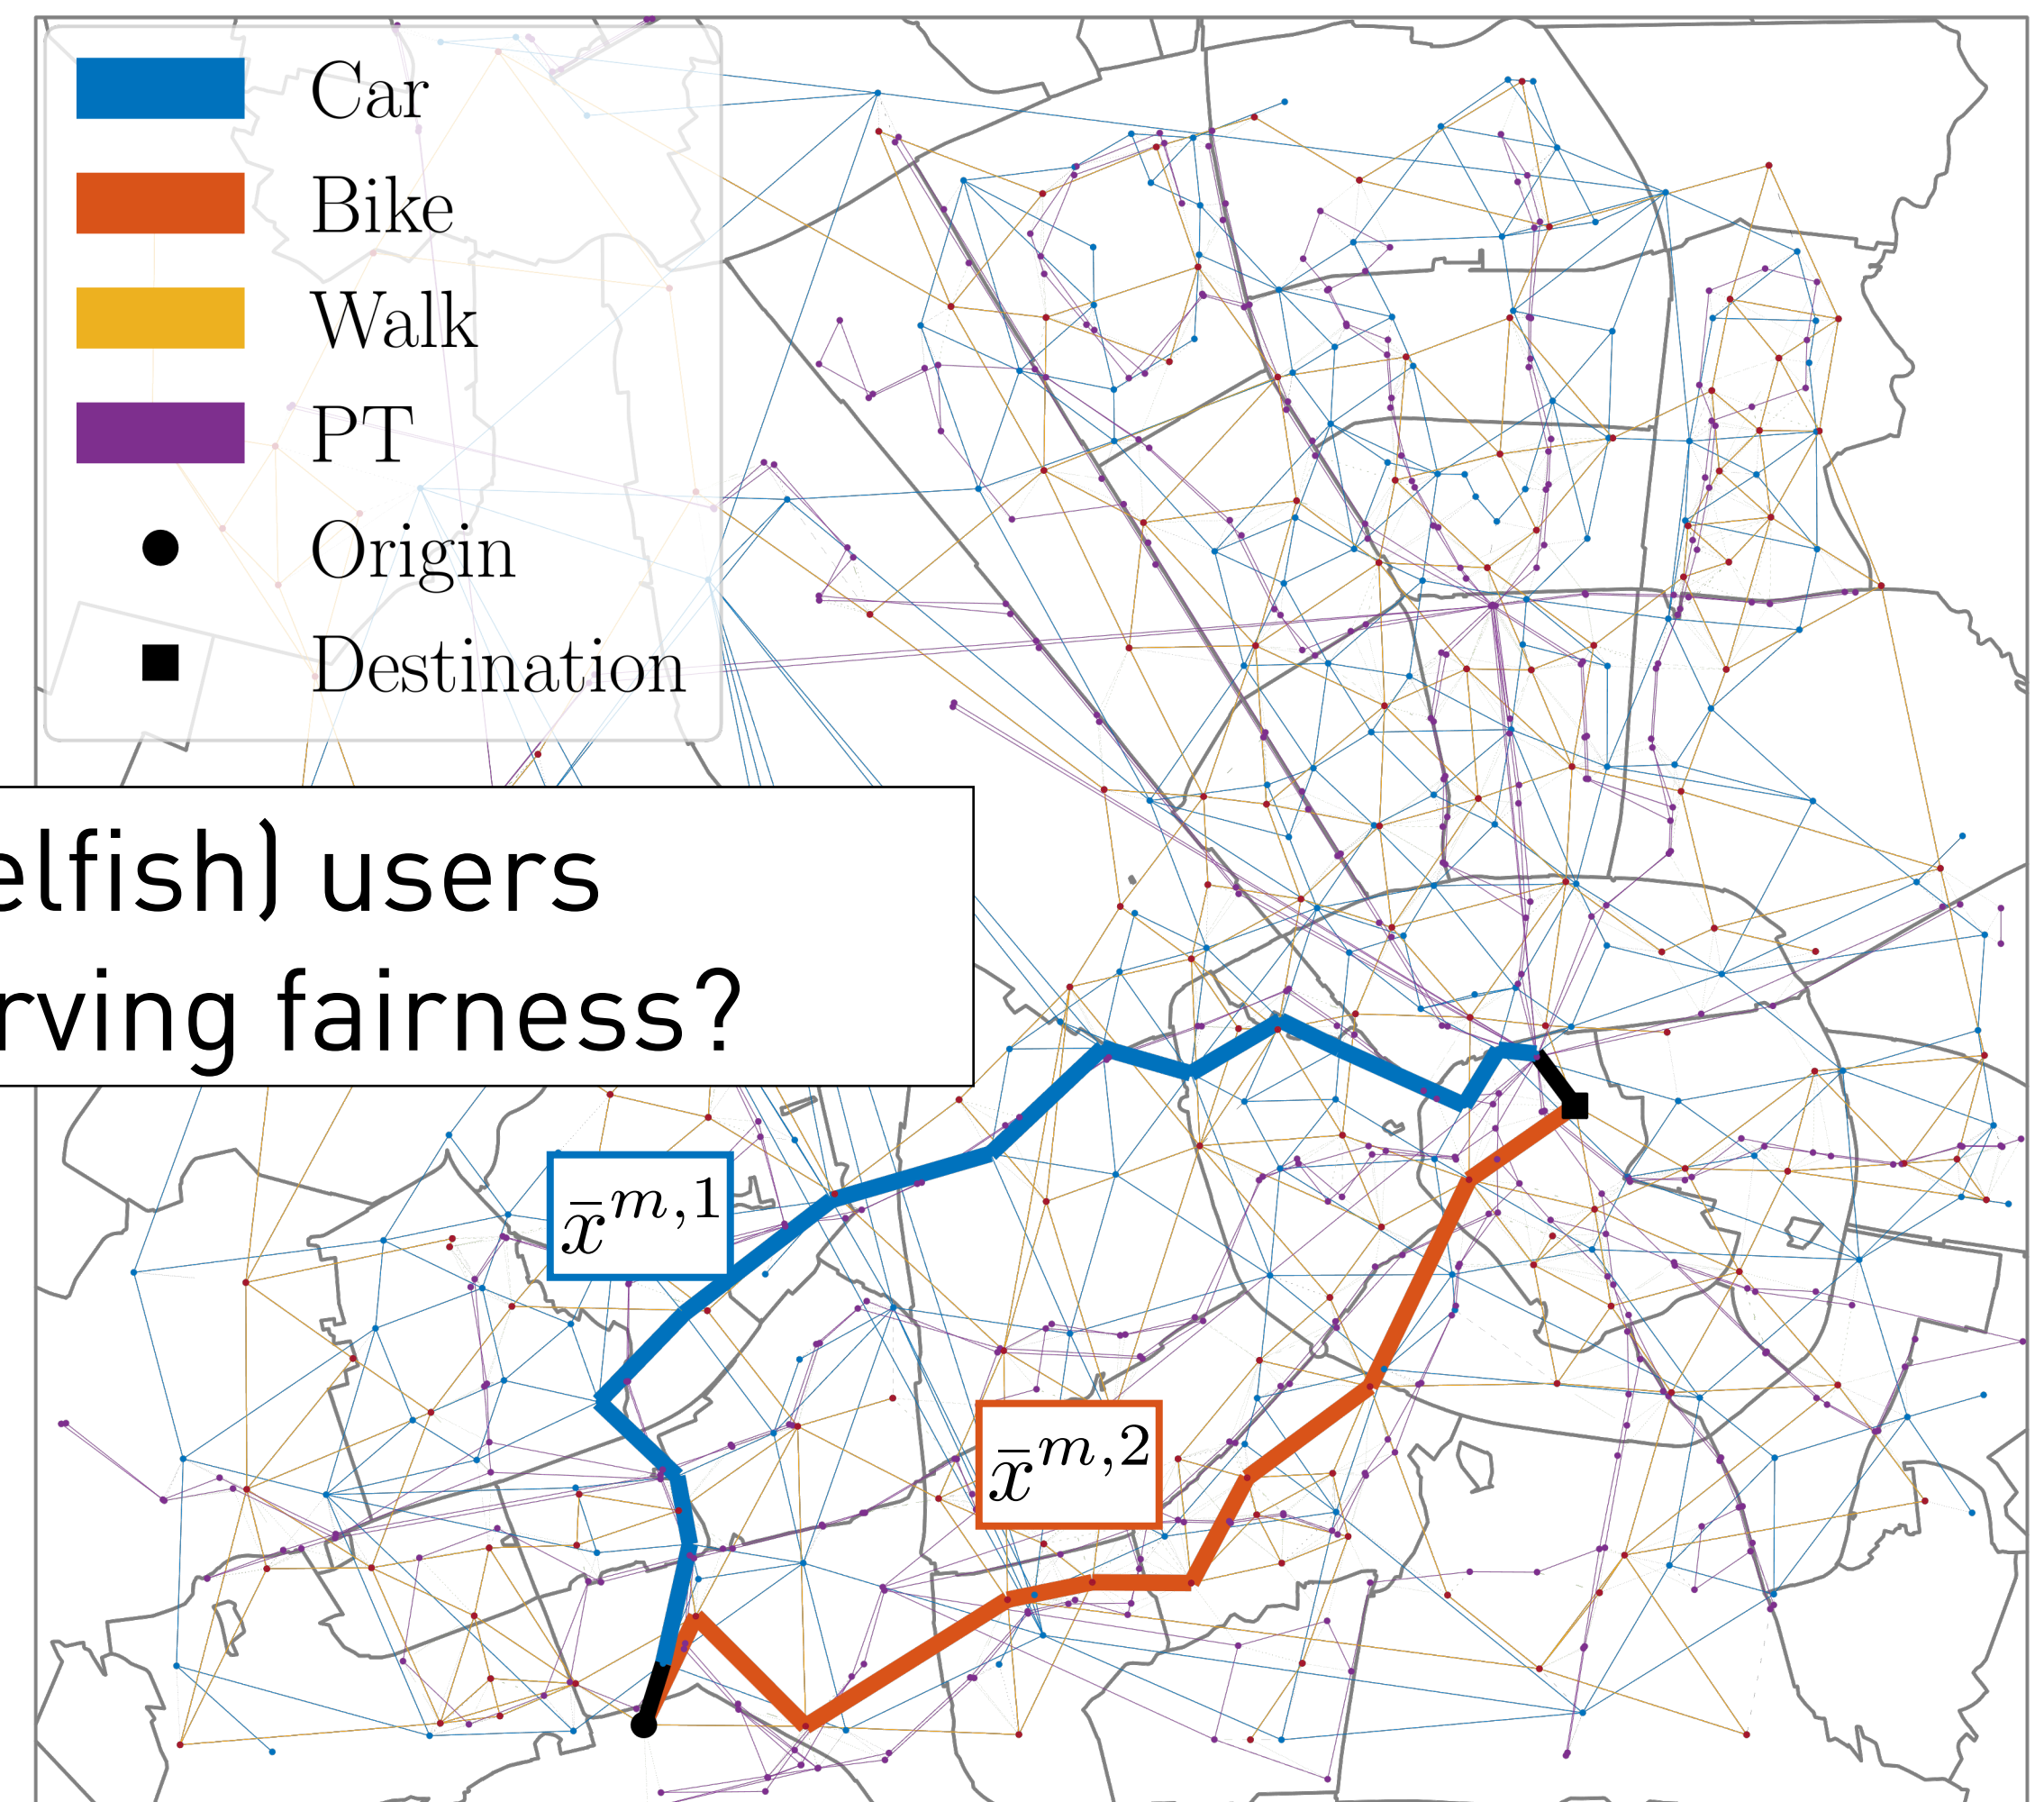 Car
Bike
Walk
PT
Origin
Destination
elfish) users
rving fairness?
x̄^{m,1}
x̄^{m,2}